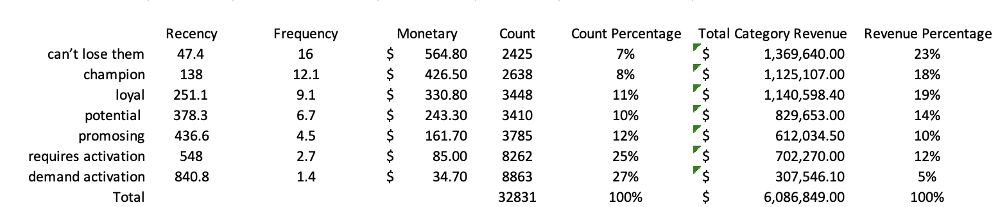 Recency Frequency Monetary Count Count Percentage Total Category Revenue Revenue Percentage
can't lose them 47.4 16 $ 564.80 2425 7% $ 1,369,640.00 23%
champion 138 12.1 $ 426.50 2638 8% $ 1,125,107.00 18%
loyal 251.1 9.1 $ 330.80 3448 11% $ 1,140,598.40 19%
potential 378.3 6.7 $ 243.30 3410 10% $ 829,653.00 14%
promosing 436.6 4.5 $ 161.70 3785 12% $ 612,034.50 10%
requires activation 548 2.7 $ 85.00 8262 25% $ 702,270.00 12%
demand activation 840.8 1.4 $ 34.70 8863 27% $ 307,546.10 5%
Total 32831 100% $ 6,086,849.00 100%